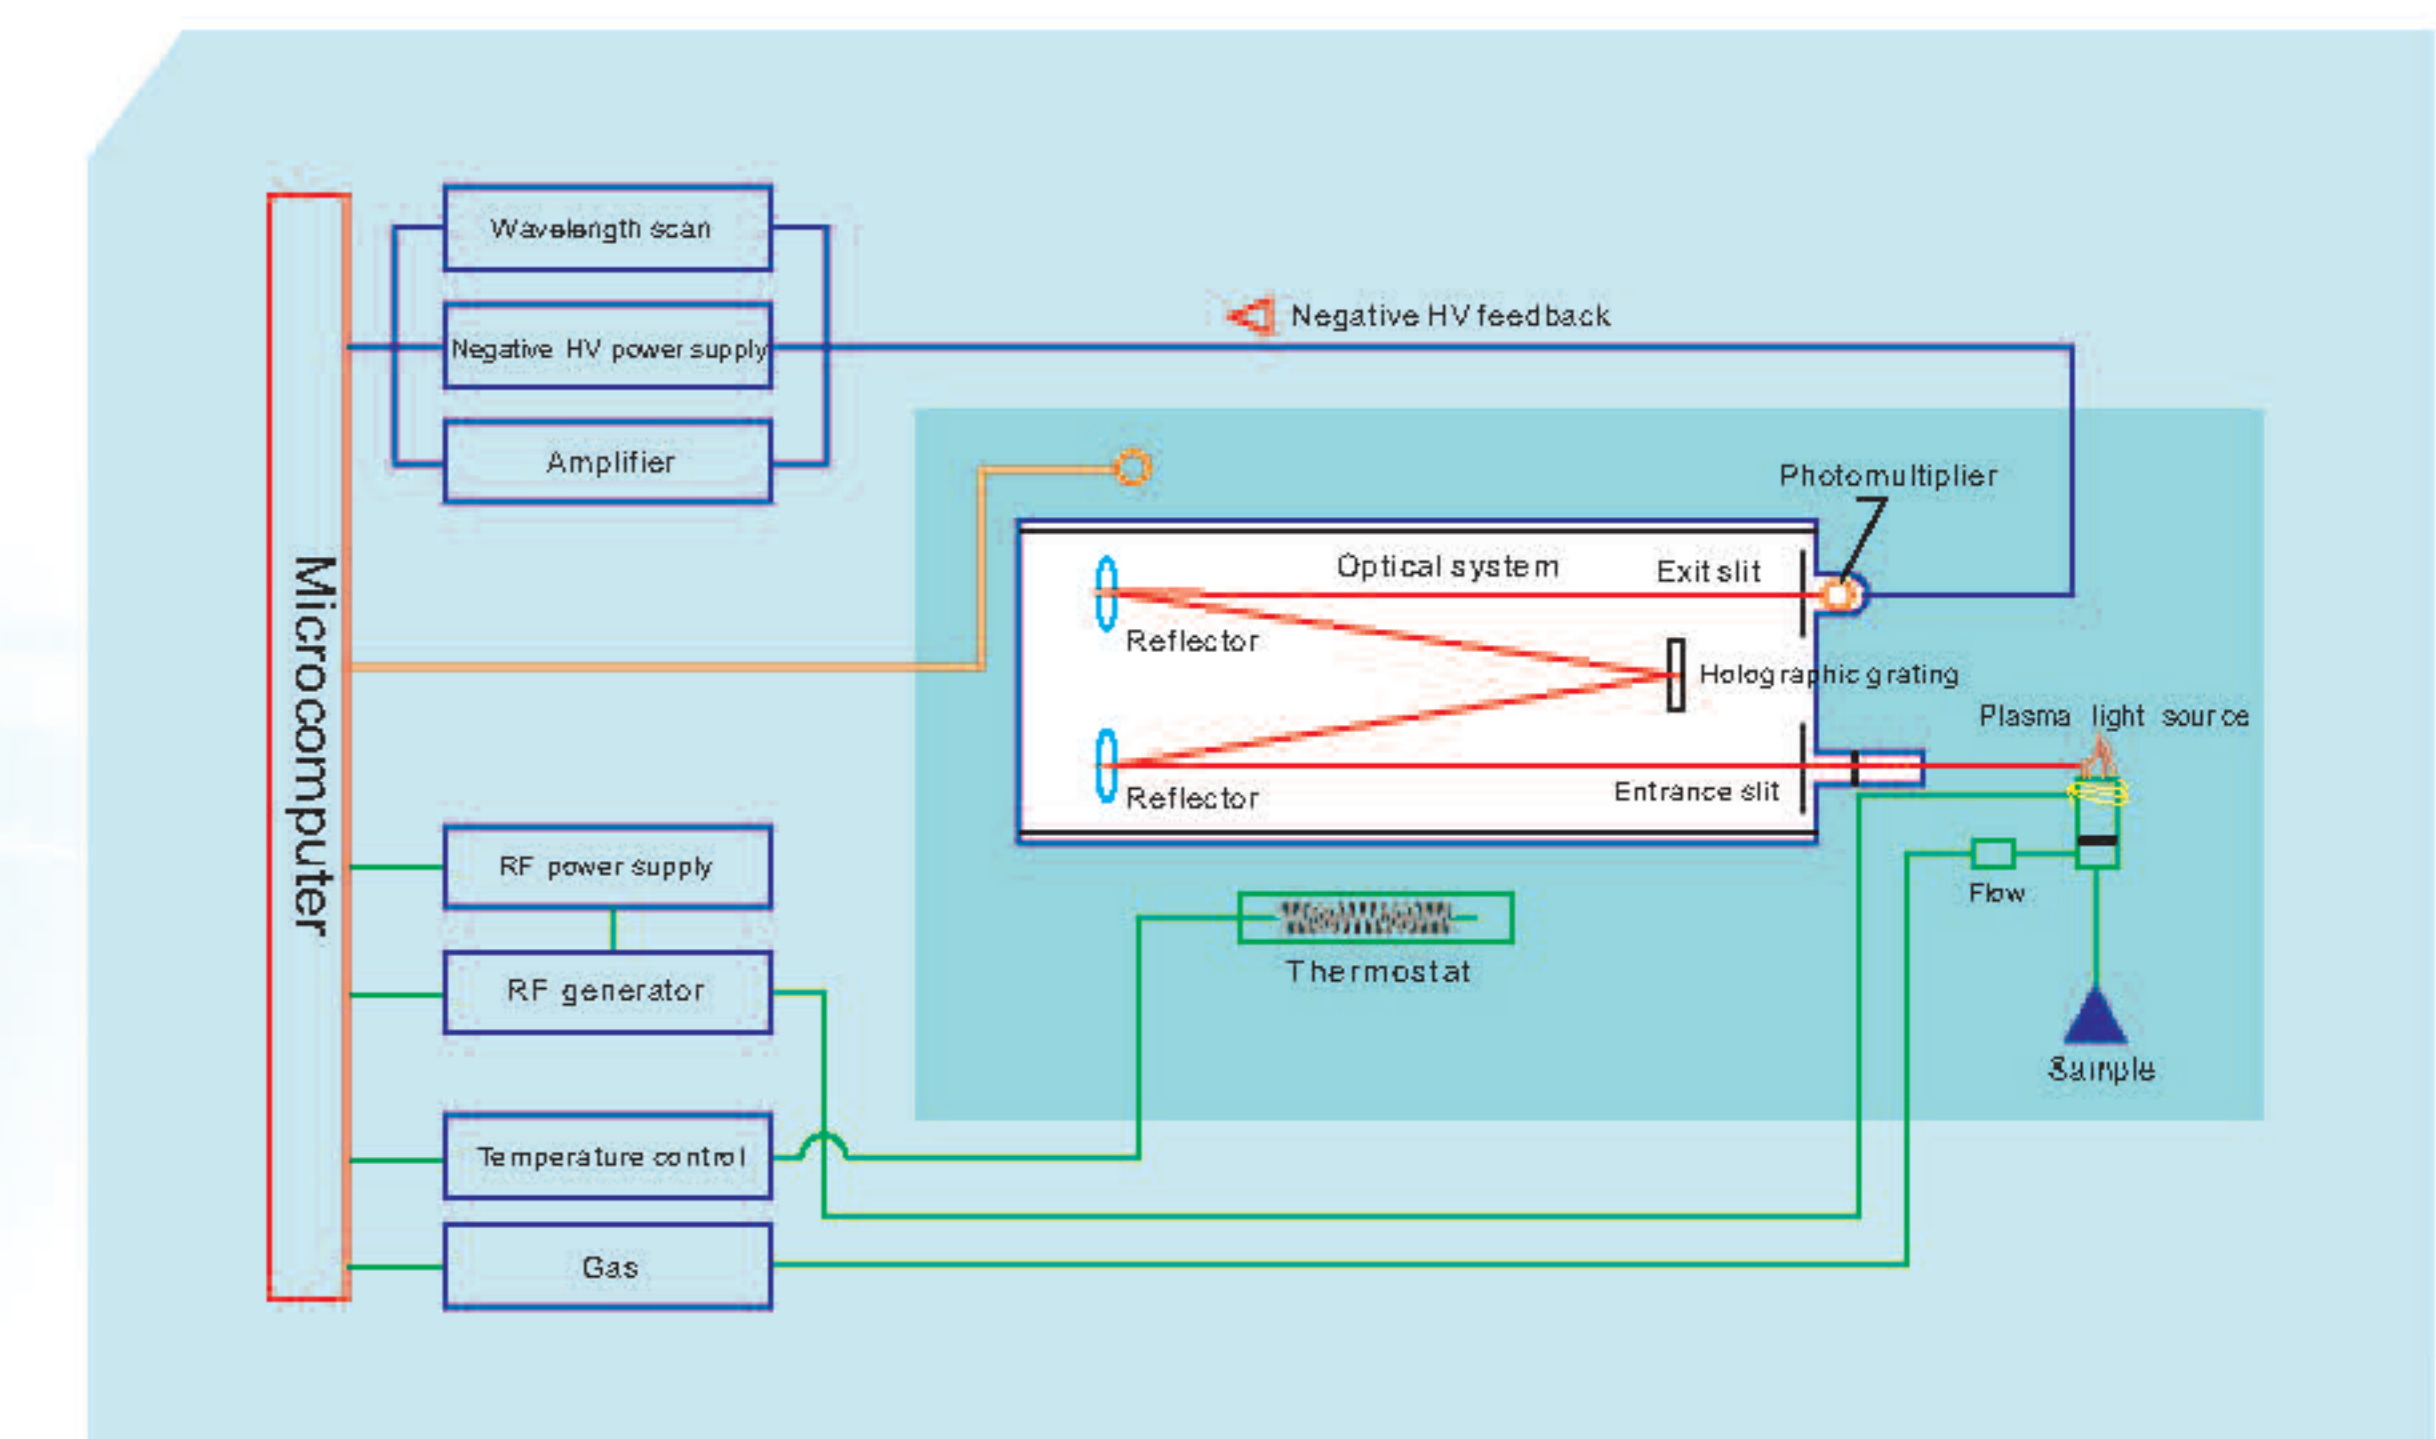 Wavelength scan
Negative HV power supply
Amplifier
Microcomputer
RF power supply
RF generator
Temperature control
Gas
Negative HV feedback
Photomultiplier
Optical system
Exit slit
Reflector
Holographic grating
Plasma light source
Reflector
Entrance slit
Flow
Thermostat
Sample